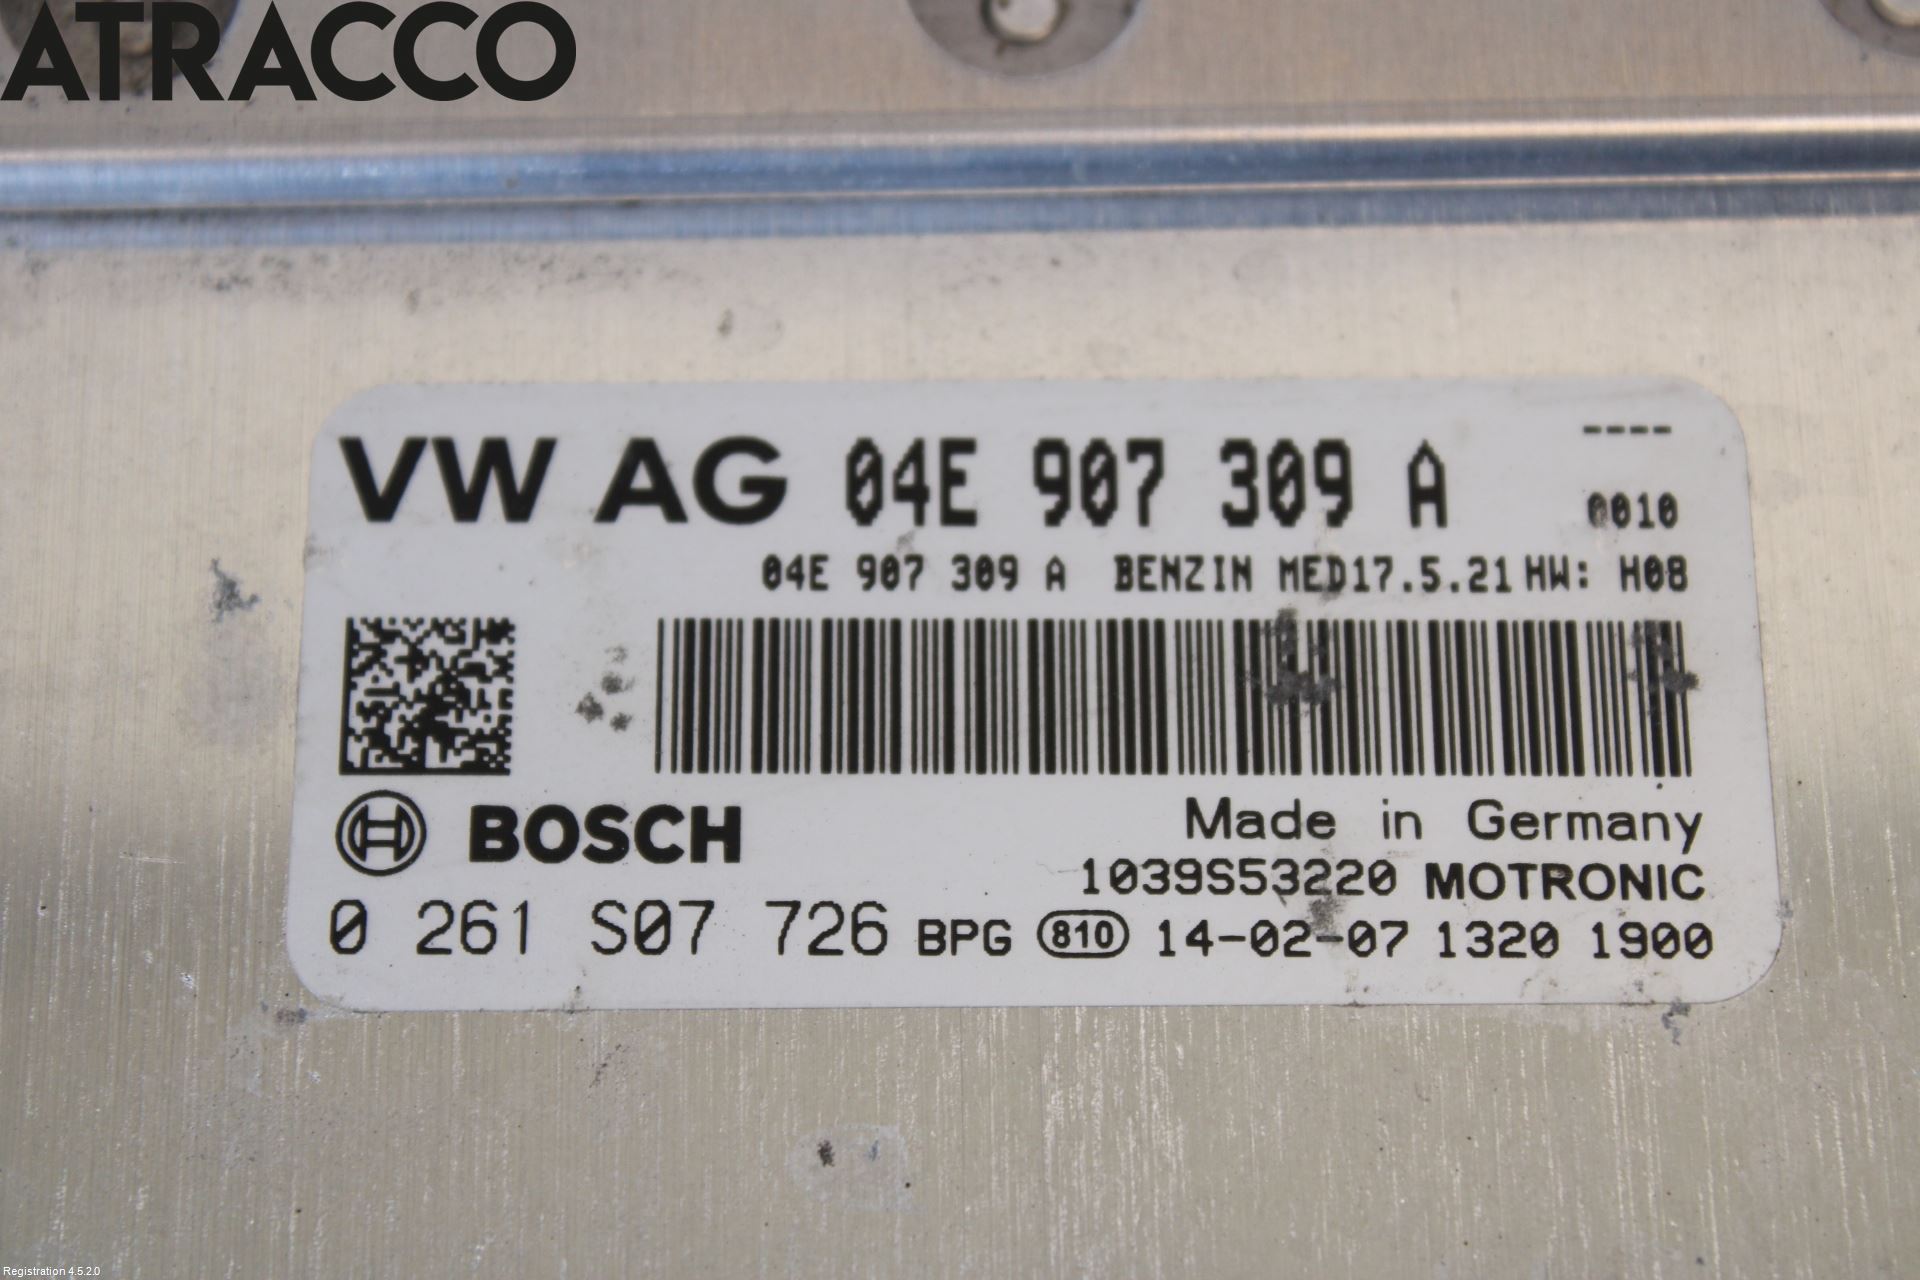 ATRACCO
VW AG 04E 907 309 A ----
0010
04E 907 309 A BENZIN MED17.5.21 HW: H08
BOSCH
Made in Germany
1039S53220 MOTRONIC
0 261 S07 726 BPG 810 14-02-07 1320 1900
Registration 4.5.2.0